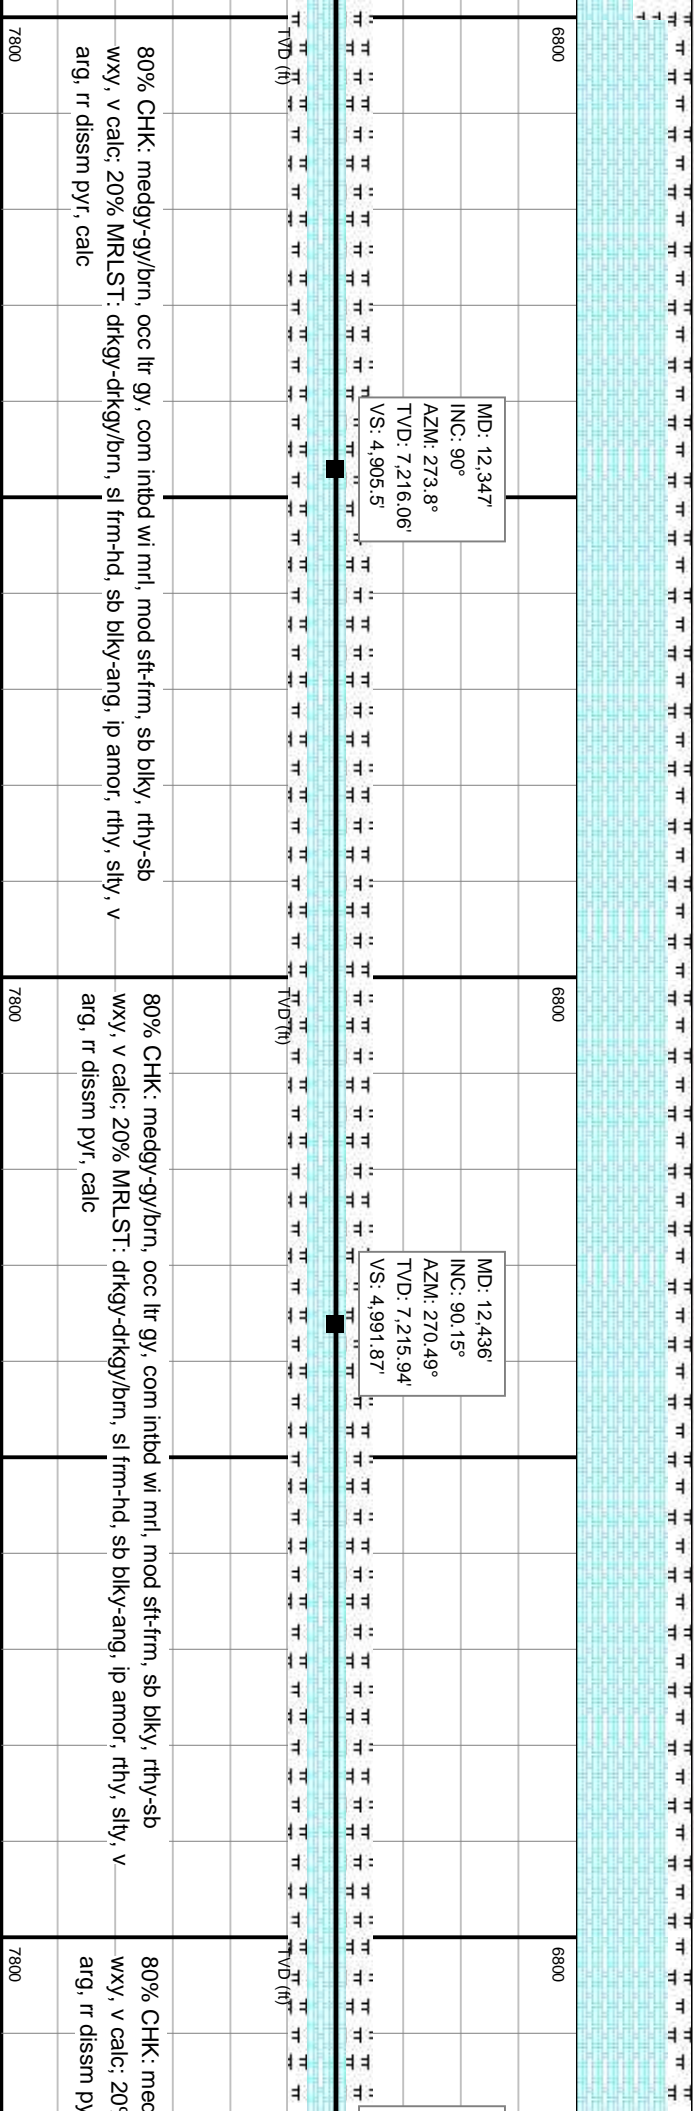 6800
TVD (ft)
7800
MD: 12,347'
INC: 90°
AZM: 273.8°
TVD: 7,216.06'
VS: 4,905.5'
80% CHK: medgy-gy/brn, occ ltr gy, com intbd wi mrl, mod sft-frm, sb blky, rthy-sb
wxy, v calc; 20% MRLST: drkgy-drkgy/brn, sl frm-hd, sb blky-ang, ip amor, rthy, slty, v
arg, rr dissm pyr, calc
6800
TVD (ft)
7800
MD: 12,436'
INC: 90.15°
AZM: 270.49°
TVD: 7,215.94'
VS: 4,991.87'
80% CHK: medgy-gy/brn, occ ltr gy, com intbd wi mrl, mod sft-frm, sb blky, rthy-sb
wxy, v calc; 20% MRLST: drkgy-drkgy/brn, sl frm-hd, sb blky-ang, ip amor, rthy, slty, v
arg, rr dissm pyr, calc
6800
TVD (ft)
7800
80% CHK: med
wxy, v calc; 20%
arg, rr dissm py